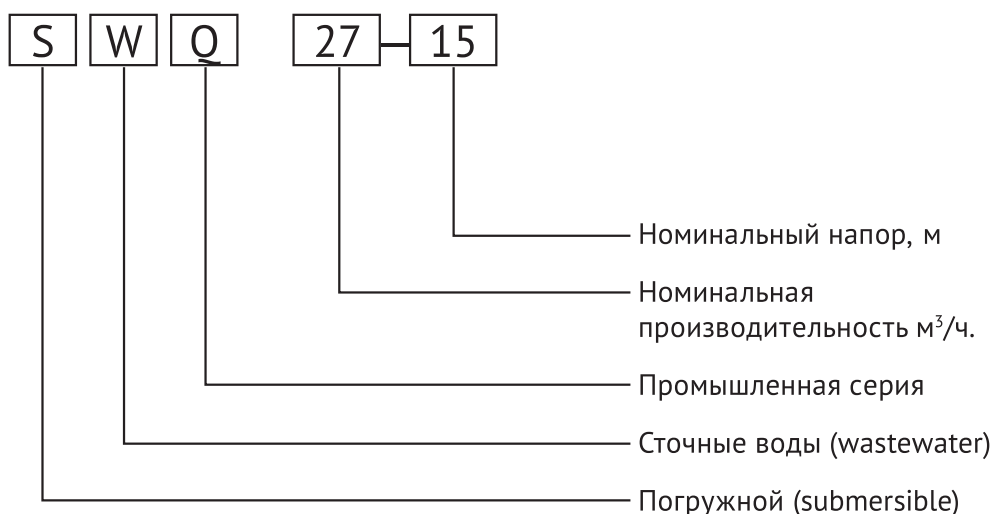 S W Q 27–15
Номинальный напор, м
Номинальная
производительность м³/ч.
Промышленная серия
Сточные воды (wastewater)
Погружной (submersible)